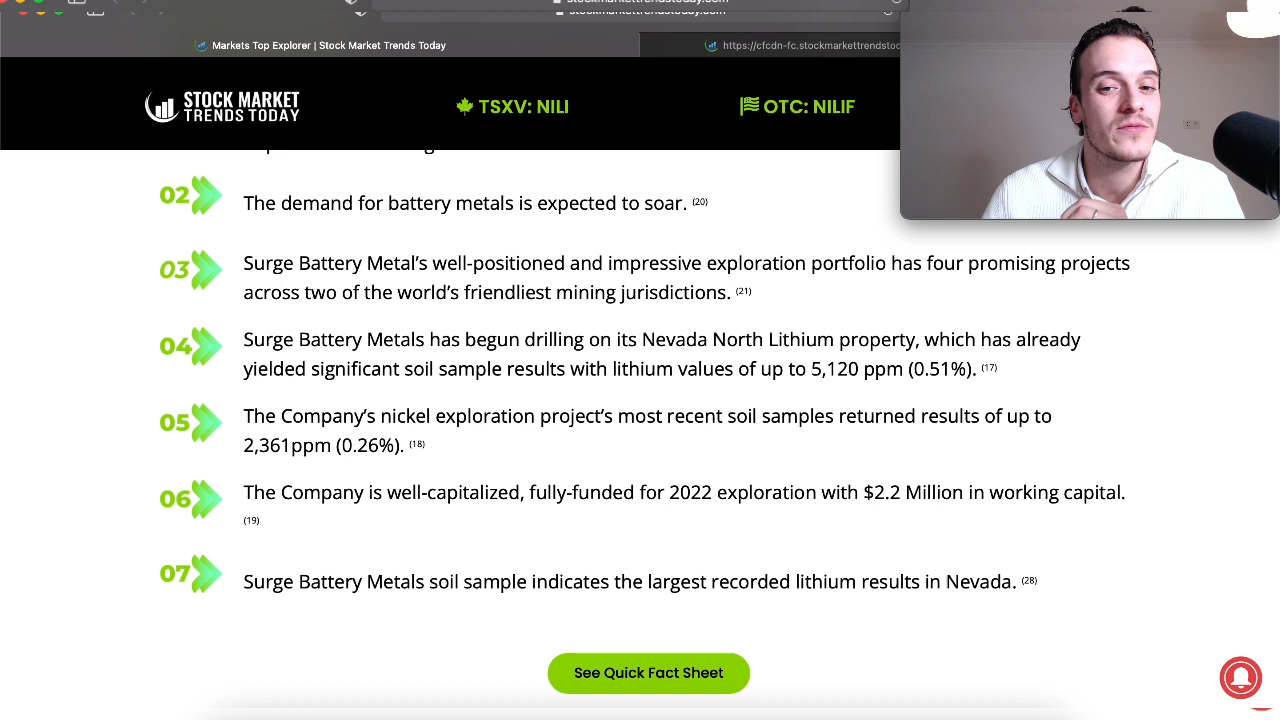 stockmarkettrendstoday.com
stockmarkettrendstoday.com
Markets Top Explorer | Stock Market Trends Today
https://cfcdn-fc.stockmarkettrendstoc
STOCK MARKET
TRENDS TODAY
TSXV: NILI
OTC: NILIF
02
The demand for battery metals is expected to soar. (20)
03
Surge Battery Metal’s well-positioned and impressive exploration portfolio has four promising projects
across two of the world’s friendliest mining jurisdictions. (21)
04
Surge Battery Metals has begun drilling on its Nevada North Lithium property, which has already
yielded significant soil sample results with lithium values of up to 5,120 ppm (0.51%). (17)
05
The Company’s nickel exploration project’s most recent soil samples returned results of up to
2,361ppm (0.26%). (18)
06
The Company is well-capitalized, fully-funded for 2022 exploration with $2.2 Million in working capital.
(19)
07
Surge Battery Metals soil sample indicates the largest recorded lithium results in Nevada. (28)
See Quick Fact Sheet